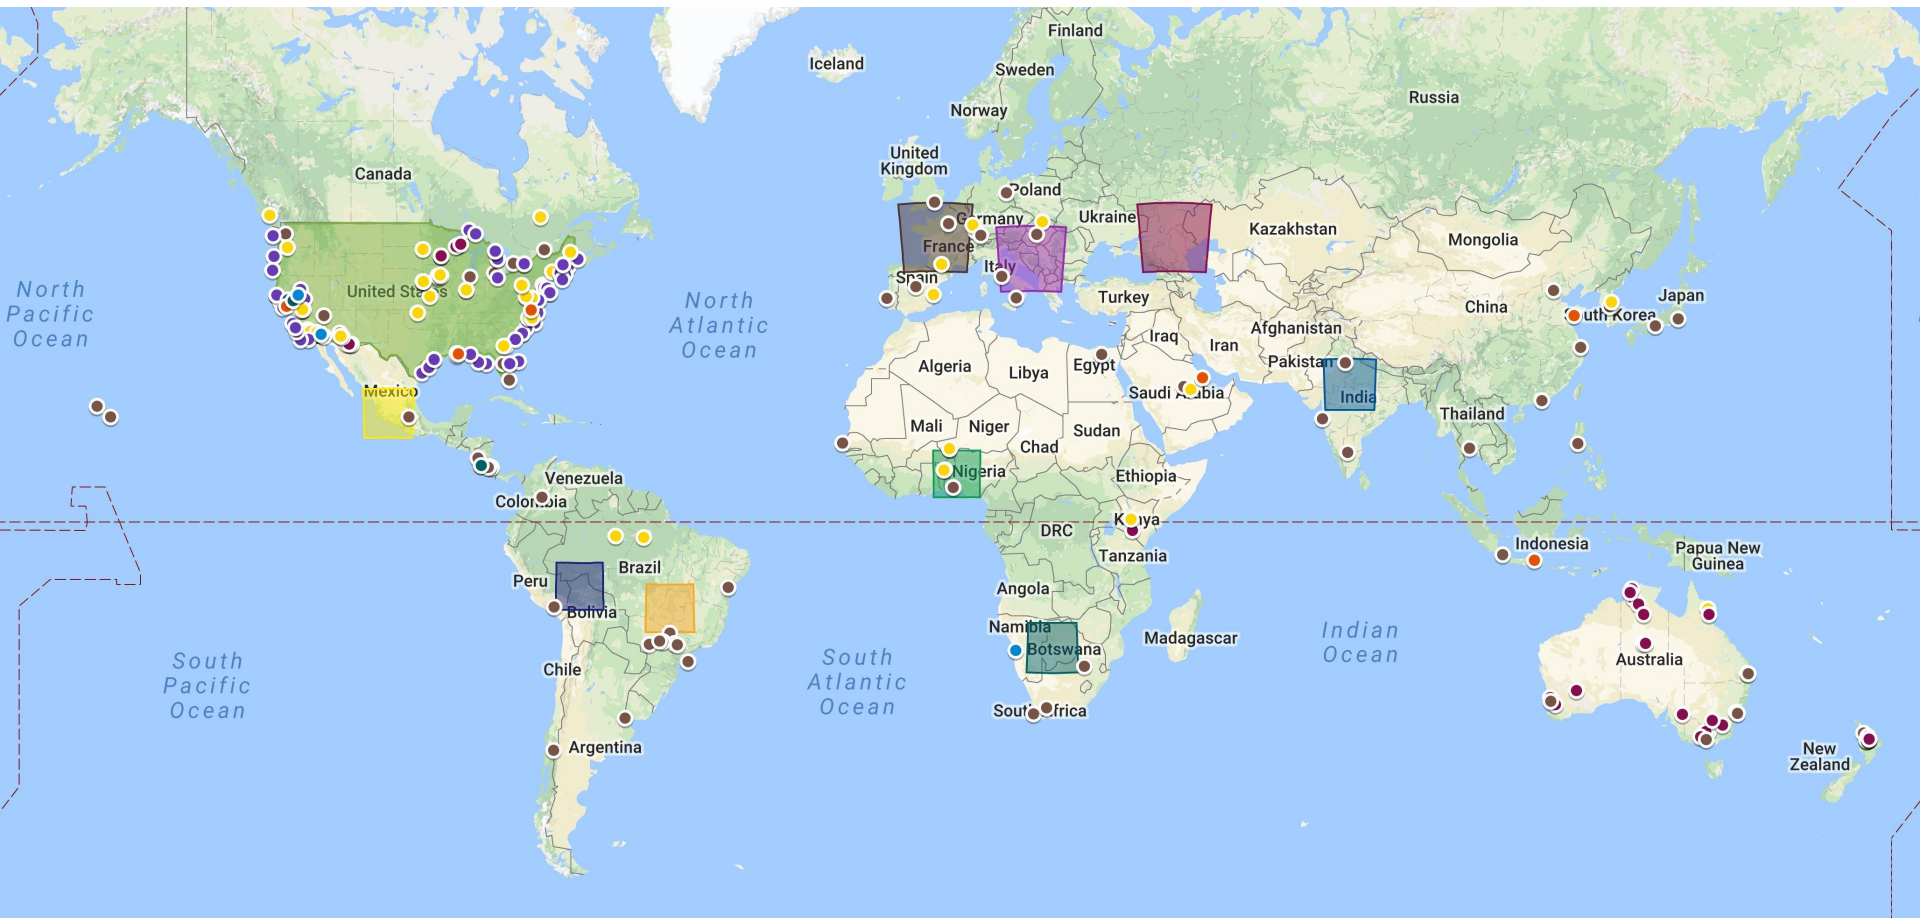 Finland
Iceland
Sweden
Russia
Norway
United
Kingdom
Canada
Poland
Germany
Ukraine
Kazakhstan
Mongolia
France
Italy
Spain
United States
North
Pacific
Ocean
North
Atlantic
Ocean
Turkey
China
Japan
South Korea
Iraq
Iran
Afghanistan
Algeria
Libya
Egypt
Pakistan
Mexico
Saudi Arabia
India
Mali
Niger
Chad
Sudan
Thailand
Venezuela
Nigeria
Ethiopia
Colombia
DRC
Kenya
Tanzania
Indonesia
Papua New
Guinea
Peru
Brazil
Bolivia
Angola
Namibia
Botswana
Madagascar
Indian
Ocean
South
Pacific
Ocean
Chile
South
Atlantic
Ocean
Australia
South Africa
Argentina
New
Zealand